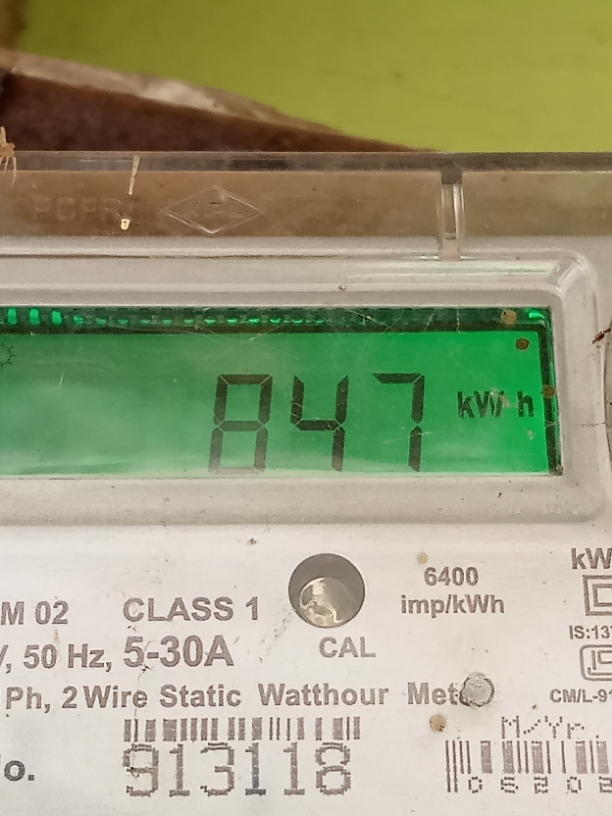 847 kWh
6400
imp/kWh
M 02 CLASS 1
V, 50 Hz, 5-30A
CAL
Ph, 2 Wire Static Watthour
913118
M/Yr.
kW
IS:13
CM/L-9